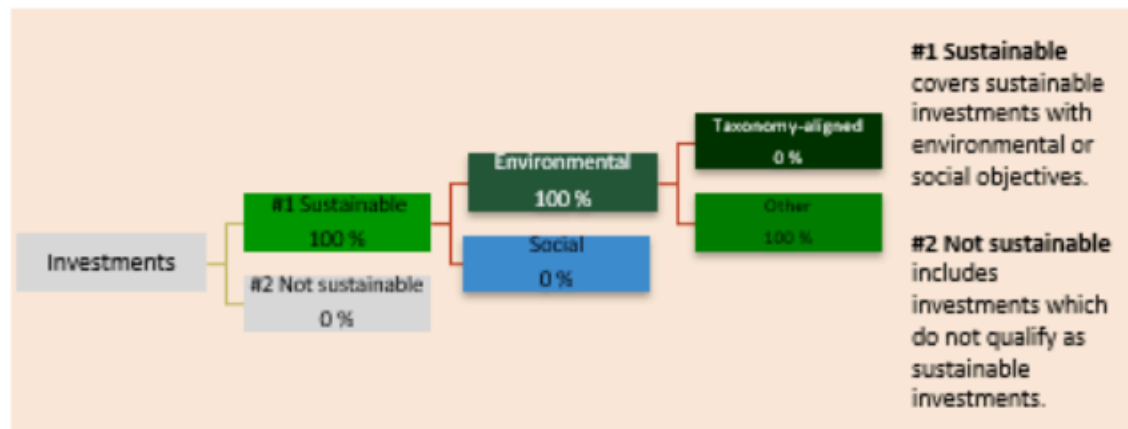 Investments
#1 Sustainable
100 %
#2 Not sustainable
0 %
Environmental
100 %
Social
0 %
Taxonomy-aligned
0 %
Other
100 %
#1 Sustainable
covers sustainable
investments with
environmental or
social objectives.
#2 Not sustainable
includes
investments which
do not qualify as
sustainable
investments.